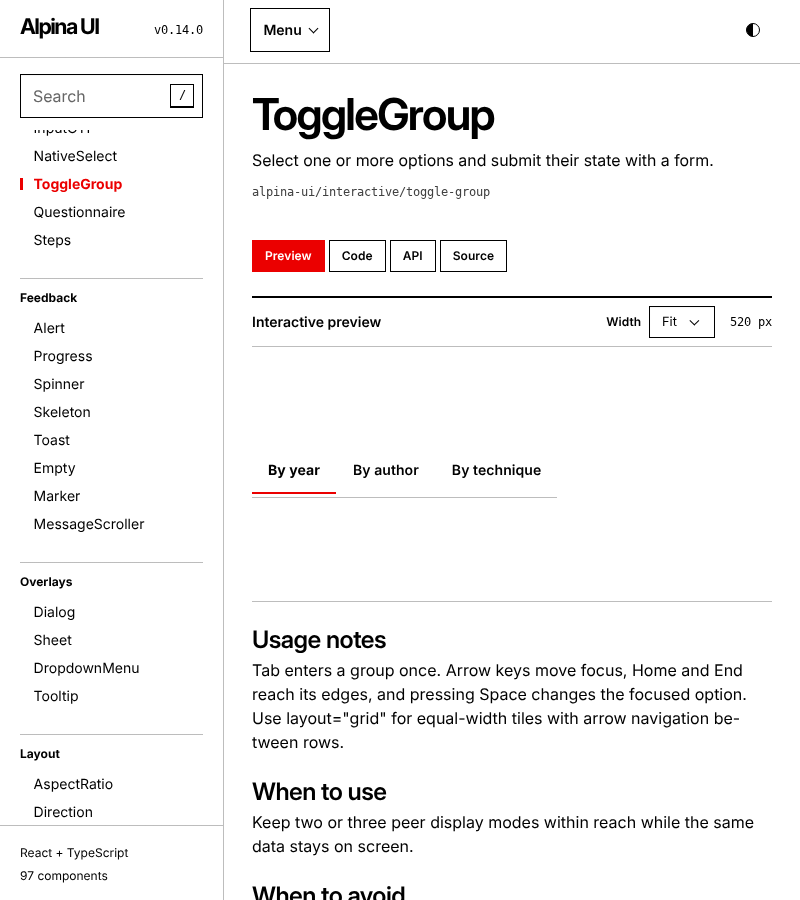 Alpina UI
v0.14.0
Menu
Search
/
NativeSelect
ToggleGroup
Questionnaire
Steps
Feedback
Alert
Progress
Spinner
Skeleton
Toast
Empty
Marker
MessageScroller
Overlays
Dialog
Sheet
DropdownMenu
Tooltip
Layout
AspectRatio
Direction
React + TypeScript
97 components
ToggleGroup
Select one or more options and submit their state with a form.
alpina-ui/interactive/toggle-group
Preview
Code
API
Source
Interactive preview
Width
Fit
520 px
By year
By author
By technique
Usage notes
Tab enters a group once. Arrow keys move focus, Home and End
reach its edges, and pressing Space changes the focused option.
Use layout="grid" for equal-width tiles with arrow navigation be-
tween rows.
When to use
Keep two or three peer display modes within reach while the same
data stays on screen.
When to avoid